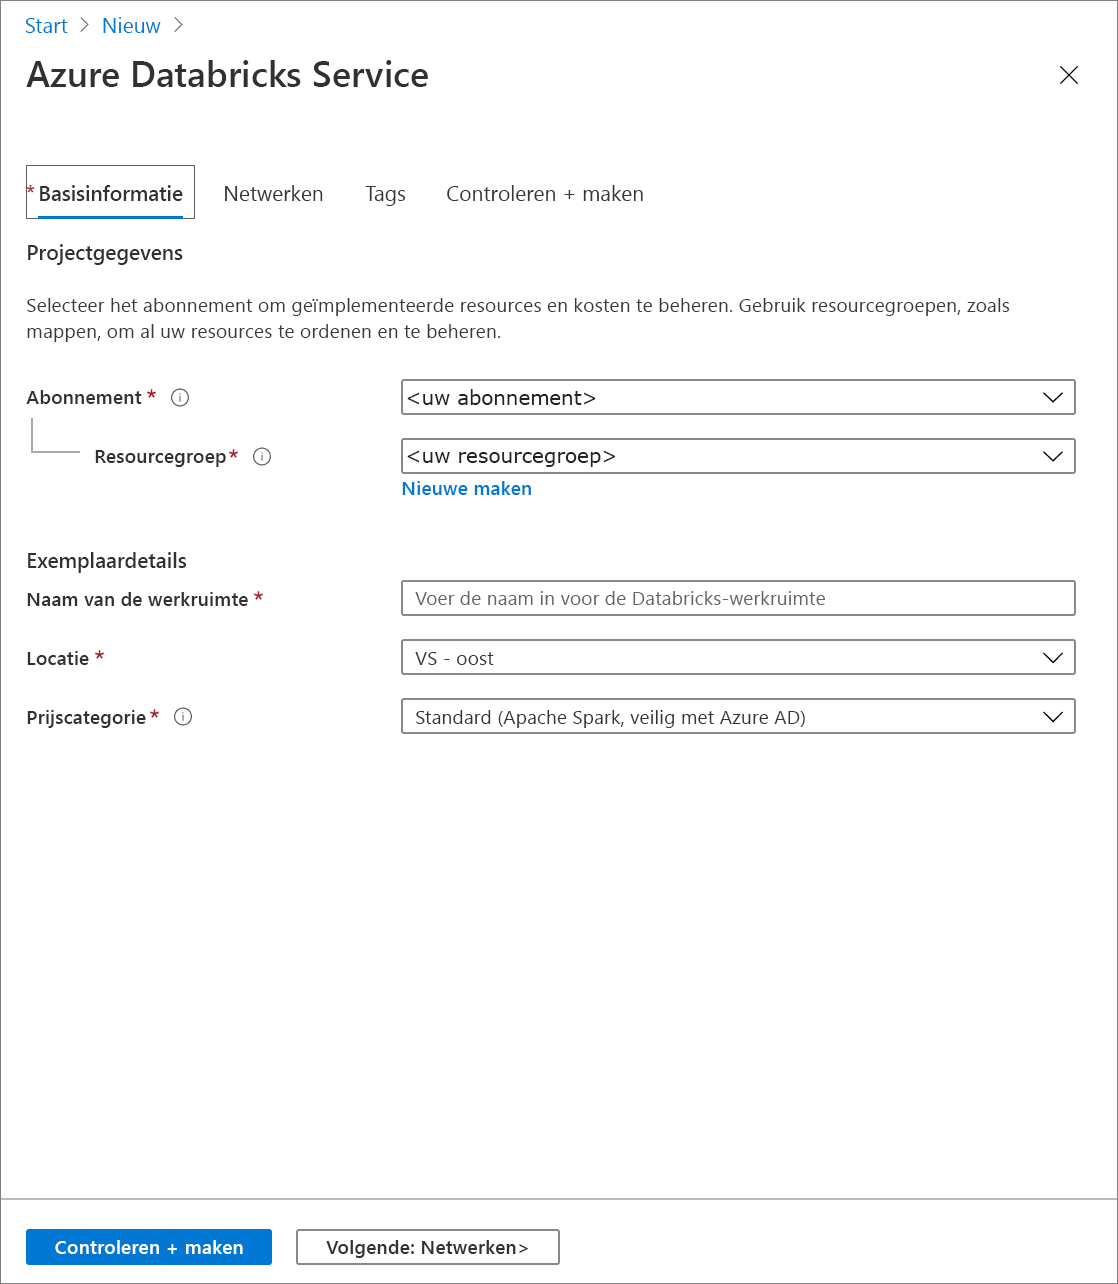 Start > Nieuw >
Azure Databricks Service
* Basisinformatie Netwerken Tags Controleren + maken
Projectgegevens
Selecteer het abonnement om geïmplementeerde resources en kosten te beheren. Gebruik resourcegroepen, zoals
mappen, om al uw resources te ordenen en te beheren.
Abonnement * <uw abonnement>
Resourcegroep* <uw resourcegroep>
Nieuwe maken
Exemplaardetails
Naam van de werkruimte * Voer de naam in voor de Databricks-werkruimte
Locatie * VS - oost
Prijscategorie* Standard (Apache Spark, veilig met Azure AD)
Controleren + maken Volgende: Netwerken>